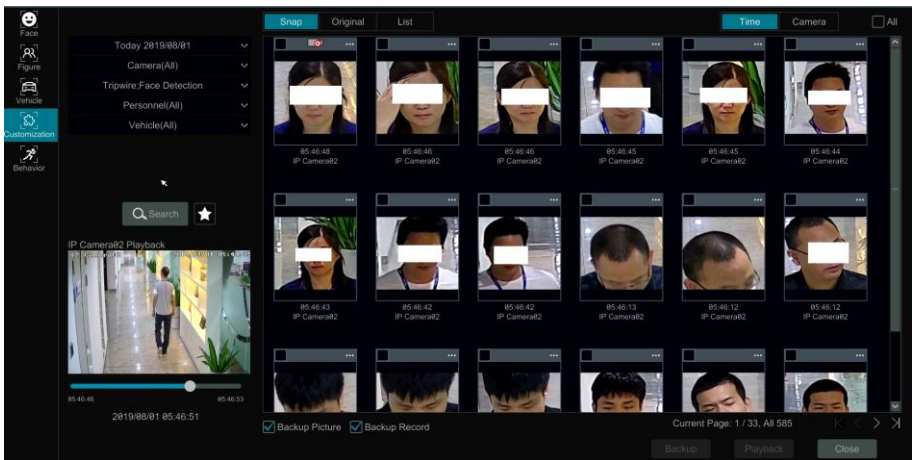 Face
Figure
Vehicle
Customization
Behavior
Today 2019/08/01
Camera(All)
Tripwire;Face Detection
Personnel(All)
Vehicle(All)
Search
IP Camera02 Playback
05:40:46
05:46:53
2019/08/01 05:46:51
Snap Original List
Time Camera All
05:46:48 05:46:46 05:46:46 05:46:45 05:46:45 05:46:44
IP Camera02 IP Camera02 IP Camera02 IP Camera02 IP Camera02 IP Camera02
05:46:43 05:46:42 05:46:42 05:46:13 05:46:12 05:46:12
IP Camera02 IP Camera02 IP Camera02 IP Camera02 IP Camera02 IP Camera02
Backup Picture Backup Record
Current Page: 1 / 33, All 585
Backup Playback Close